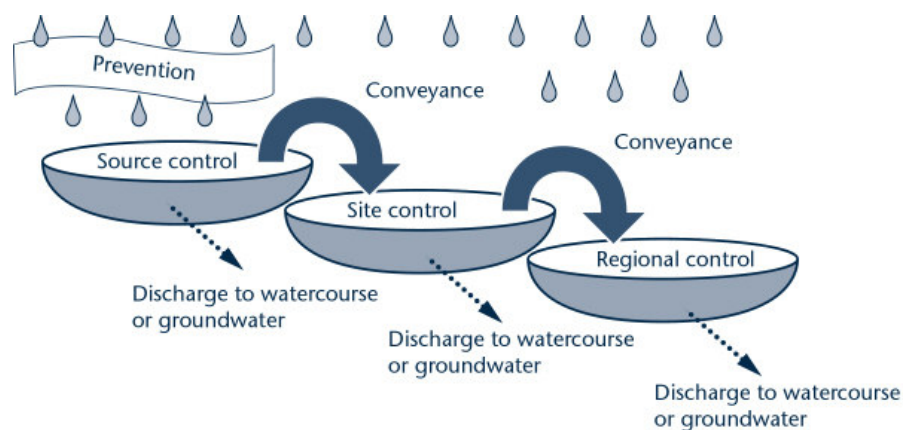 Prevention
Conveyance
Conveyance
Source control
Site control
Regional control
Discharge to watercourse
or groundwater
Discharge to watercourse
or groundwater
Discharge to watercourse
or groundwater